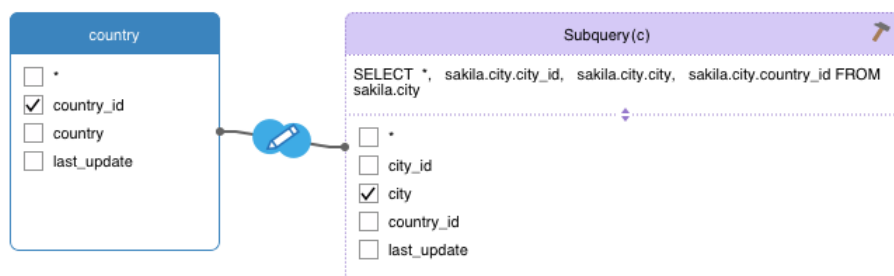 country
*
country_id
country
last_update
Subquery(c)
SELECT *, sakila.city.city_id, sakila.city.city, sakila.city.country_id FROM
sakila.city
*
city_id
city
country_id
last_update